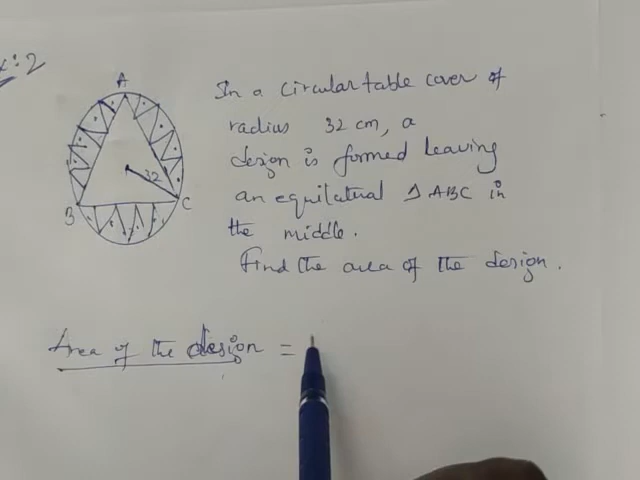 x:2
A
B
C
32
In a circular table cover of
radius 32 cm, a
design is formed leaving
an equilateral △ ABC in
the middle.
Find the area of the design.
Area of the design =